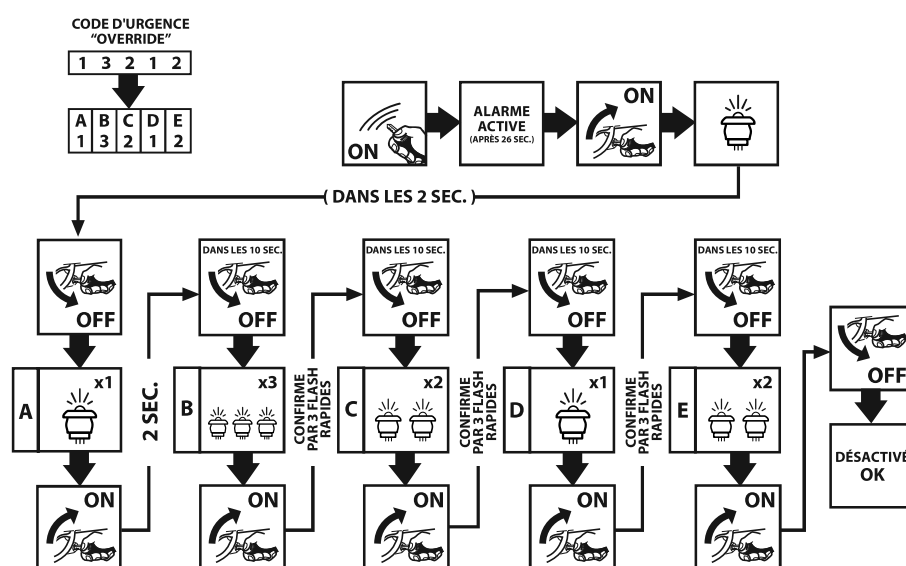 CODE D'URGENCE
“OVERRIDE”
1 3 2 1 2
A B C D E
1 3 2 1 2
ON
ALARME
ACTIVE
(APRÈS 26 SEC.)
ON
( DANS LES 2 SEC. )
OFF
A
x1
ON
2 SEC.
DANS LES 10 SEC.
OFF
B
x3
ON
CONFIRME
PAR 3 FLASH
RAPIDES
DANS LES 10 SEC.
OFF
C
x2
ON
CONFIRME
PAR 3 FLASH
RAPIDES
DANS LES 10 SEC.
OFF
D
x1
ON
CONFIRME
PAR 3 FLASH
RAPIDES
DANS LES 10 SEC.
OFF
E
x2
ON
OFF
DÉSACTIVÉ
OK